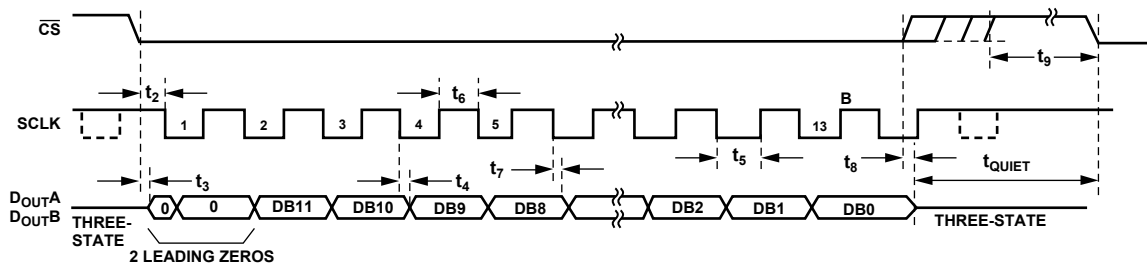 CS
t9
t2
t6
B
SCLK
1
2
3
4
5
13
t3
t4
t7
t5
t8
tQUIET
DOUTA
DOUTB
0
0
DB11
DB10
DB9
DB8
DB2
DB1
DB0
THREE-
STATE
THREE-STATE
2 LEADING ZEROS